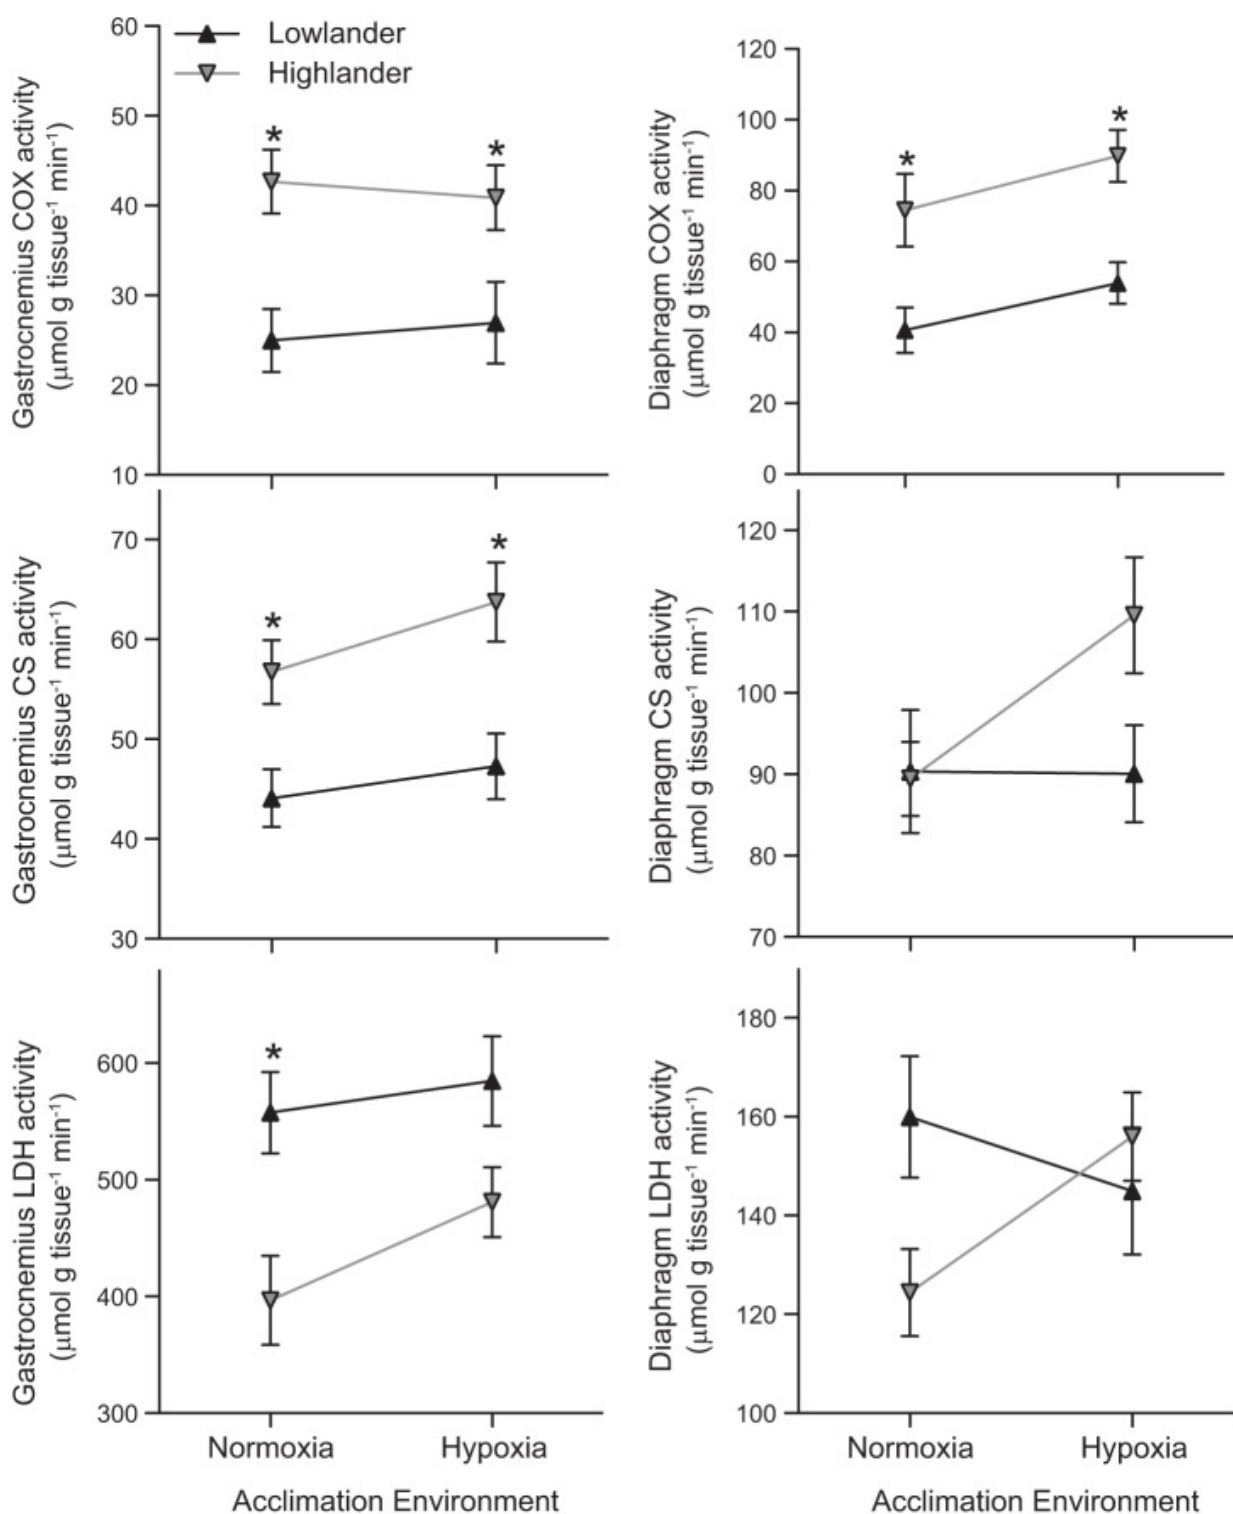 Lowlander
Highlander
Gastrocnemius COX activity
(μmol g tissue⁻¹ min⁻¹)
60
50
40
30
20
10
*
*
Diaphragm COX activity
(μmol g tissue⁻¹ min⁻¹)
120
100
80
60
40
20
0
*
*
Gastrocnemius CS activity
(μmol g tissue⁻¹ min⁻¹)
70
60
50
40
30
*
*
Diaphragm CS activity
(μmol g tissue⁻¹ min⁻¹)
120
110
100
90
80
70
Gastrocnemius LDH activity
(μmol g tissue⁻¹ min⁻¹)
600
500
400
300
*
Normoxia
Hypoxia
Acclimation Environment
Diaphragm LDH activity
(μmol g tissue⁻¹ min⁻¹)
180
160
140
120
100
Normoxia
Hypoxia
Acclimation Environment